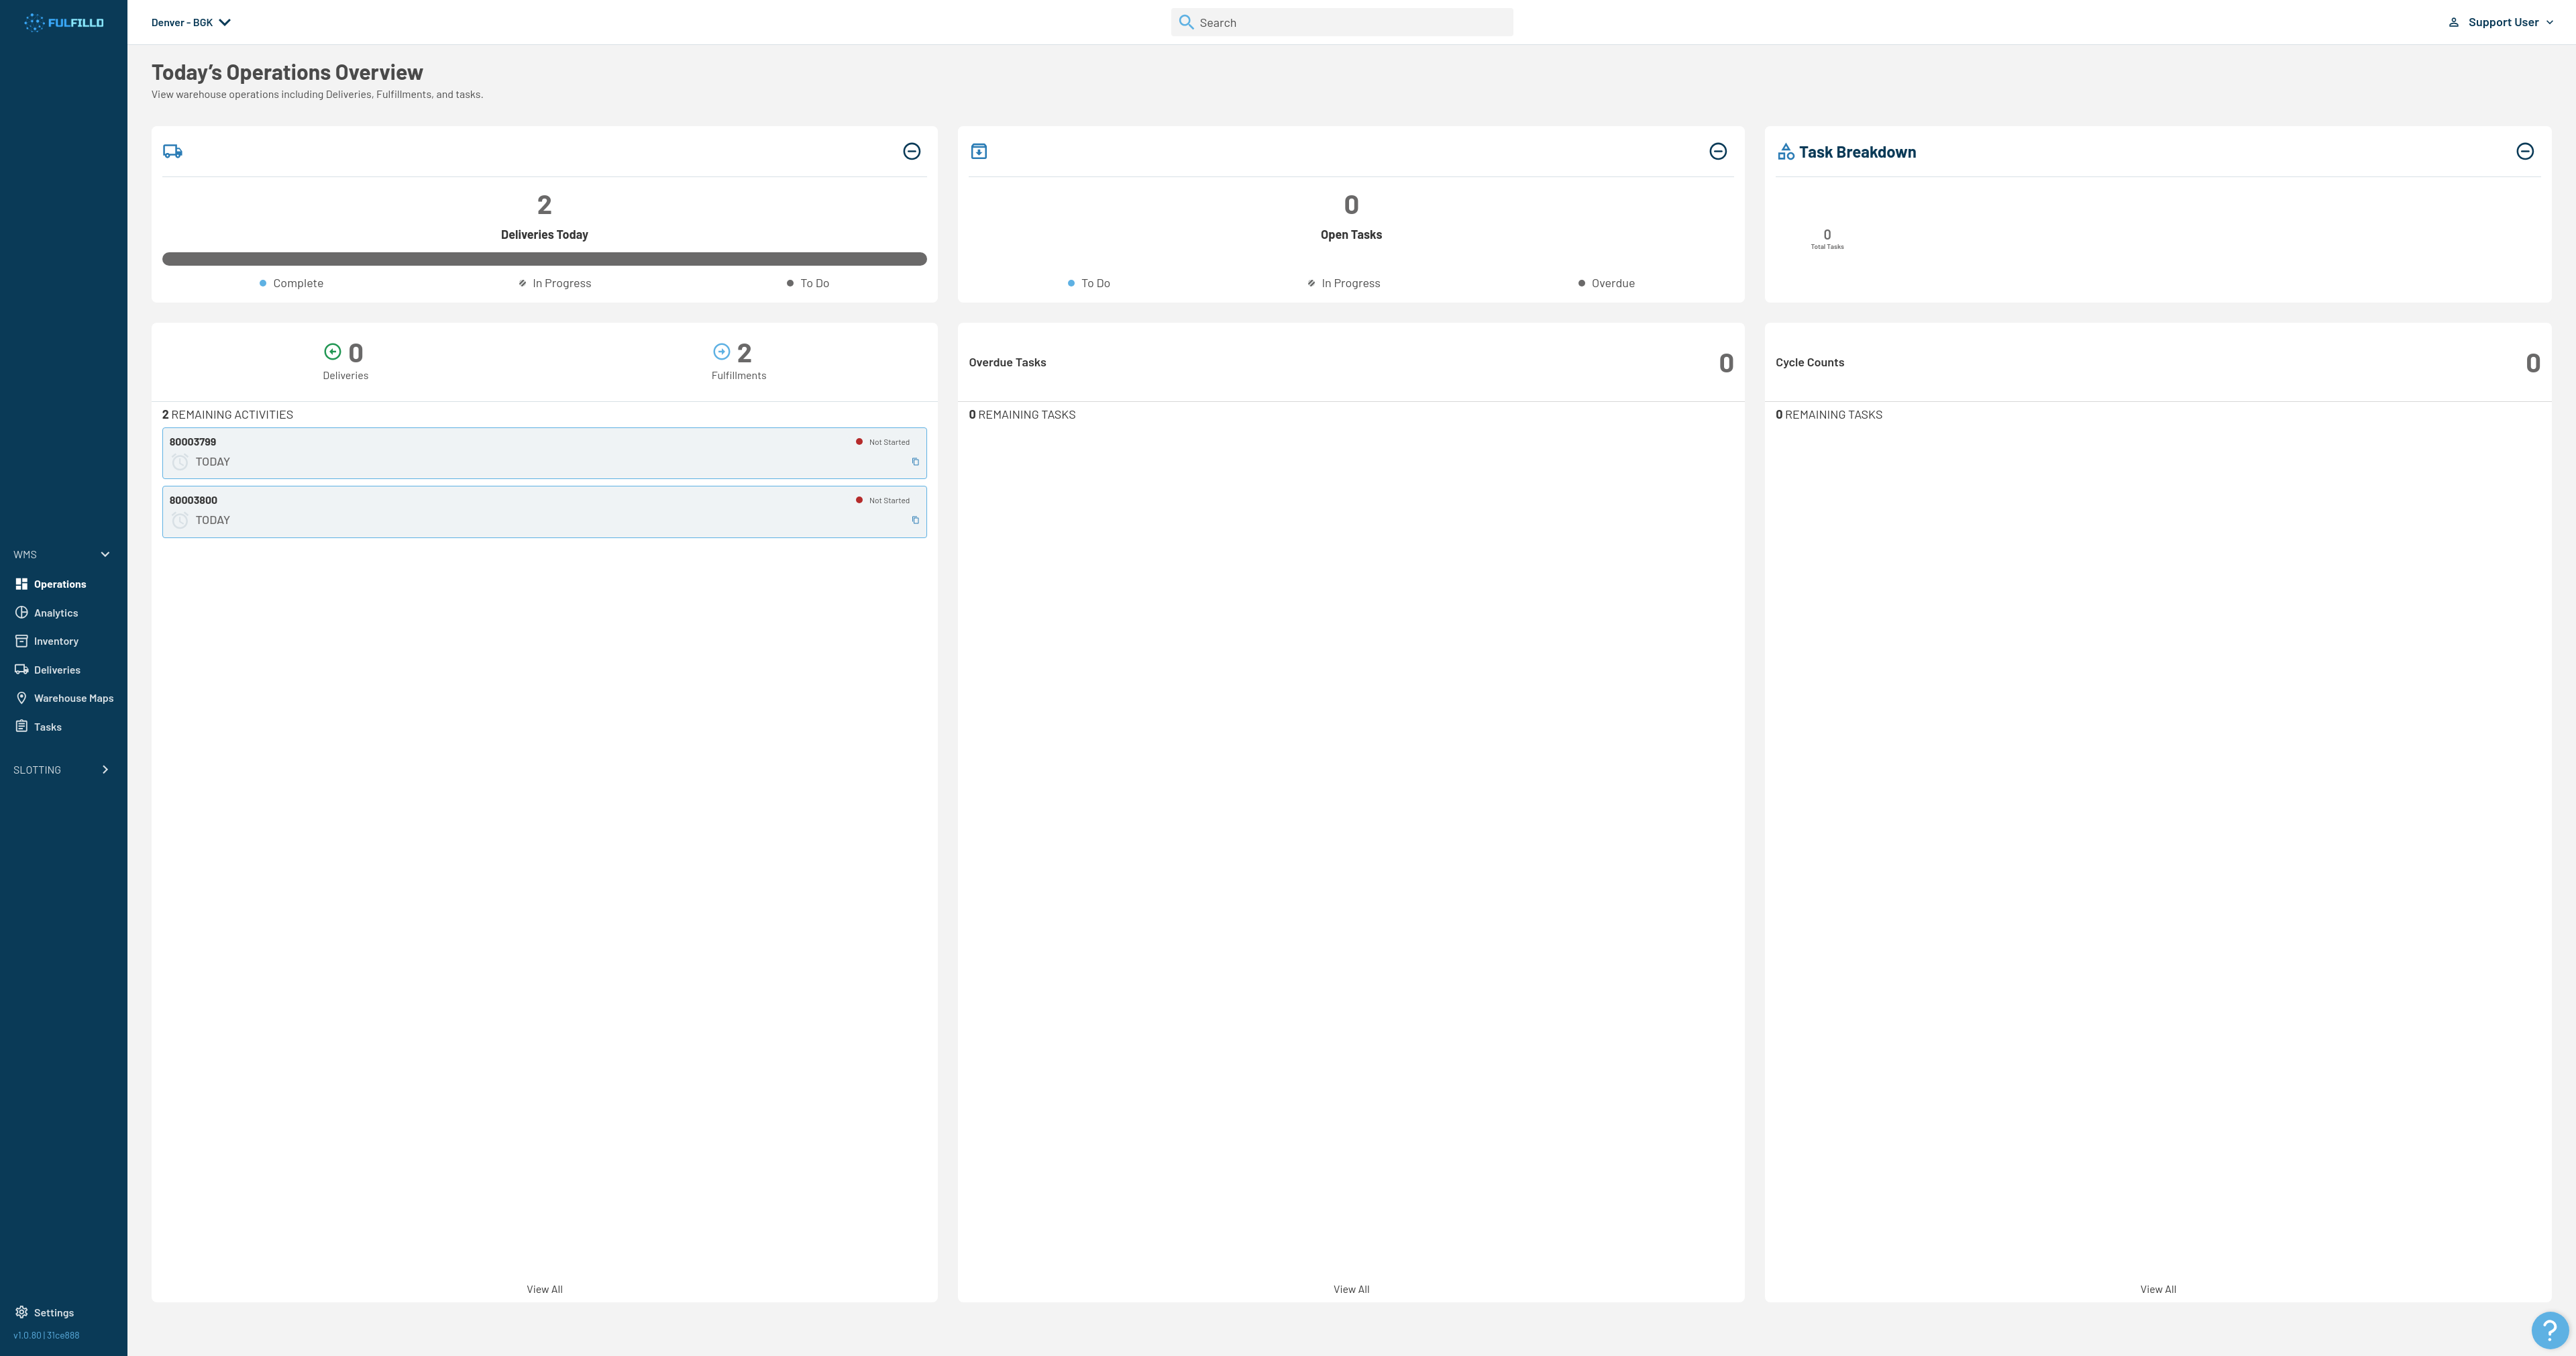 FULFILLD
Denver - BGK
Search
Support User
Today's Operations Overview
View warehouse operations including Deliveries, Fulfillments, and tasks.
2
Deliveries Today
Complete
In Progress
To Do
0
Open Tasks
To Do
In Progress
Overdue
Task Breakdown
0
Total Tasks
0
Deliveries
2
Fulfillments
2 REMAINING ACTIVITIES
80003799
Not Started
TODAY
80003800
Not Started
TODAY
View All
Overdue Tasks
0
0 REMAINING TASKS
View All
Cycle Counts
0
0 REMAINING TASKS
View All
WMS
Operations
Analytics
Inventory
Deliveries
Warehouse Maps
Tasks
SLOTTING
Settings
v1.0.80 | 31ce888
?